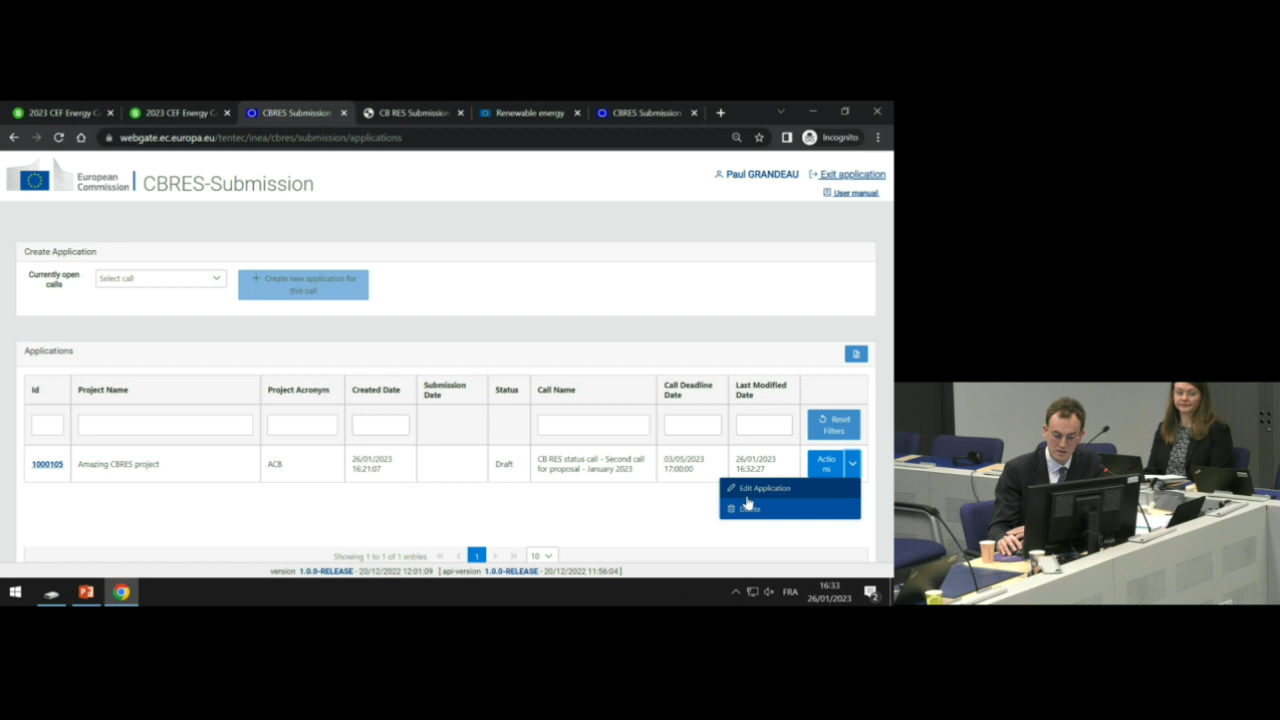 2023 CEF Energy C
2023 CEF Energy C
CBRES Submission
CB RES Submission
Renewable energy
CBRES Submission
webgate.ec.europa.eu/tentec/inea/cbres/submission/applications
Incognito
European
Commission
CBRES-Submission
Paul GRANDEAU
Exit application
User manual
Create Application
Currently open
calls
Select call
Create new application for
this call
Applications
Id
Project Name
Project Acronym
Created Date
Submission
Date
Status
Call Name
Call Deadline
Date
Last Modified
Date
Reset
Filters
1000105
Amazing CBRES project
ACB
26/01/2023
16:21:07
Draft
CB RES status call - Second call
for proposal - January 2023
03/05/2023
17:00:00
26/01/2023
16:32:27
Actio
ns
Edit Application
Delete
Showing 1 to 1 of 1 entries
1
10
version 1.0.0-RELEASE - 20/12/2022 12:01:09 [ api-version 1.0.0-RELEASE - 20/12/2022 11:56:04 ]
FRA
16:33
26/01/2023
2